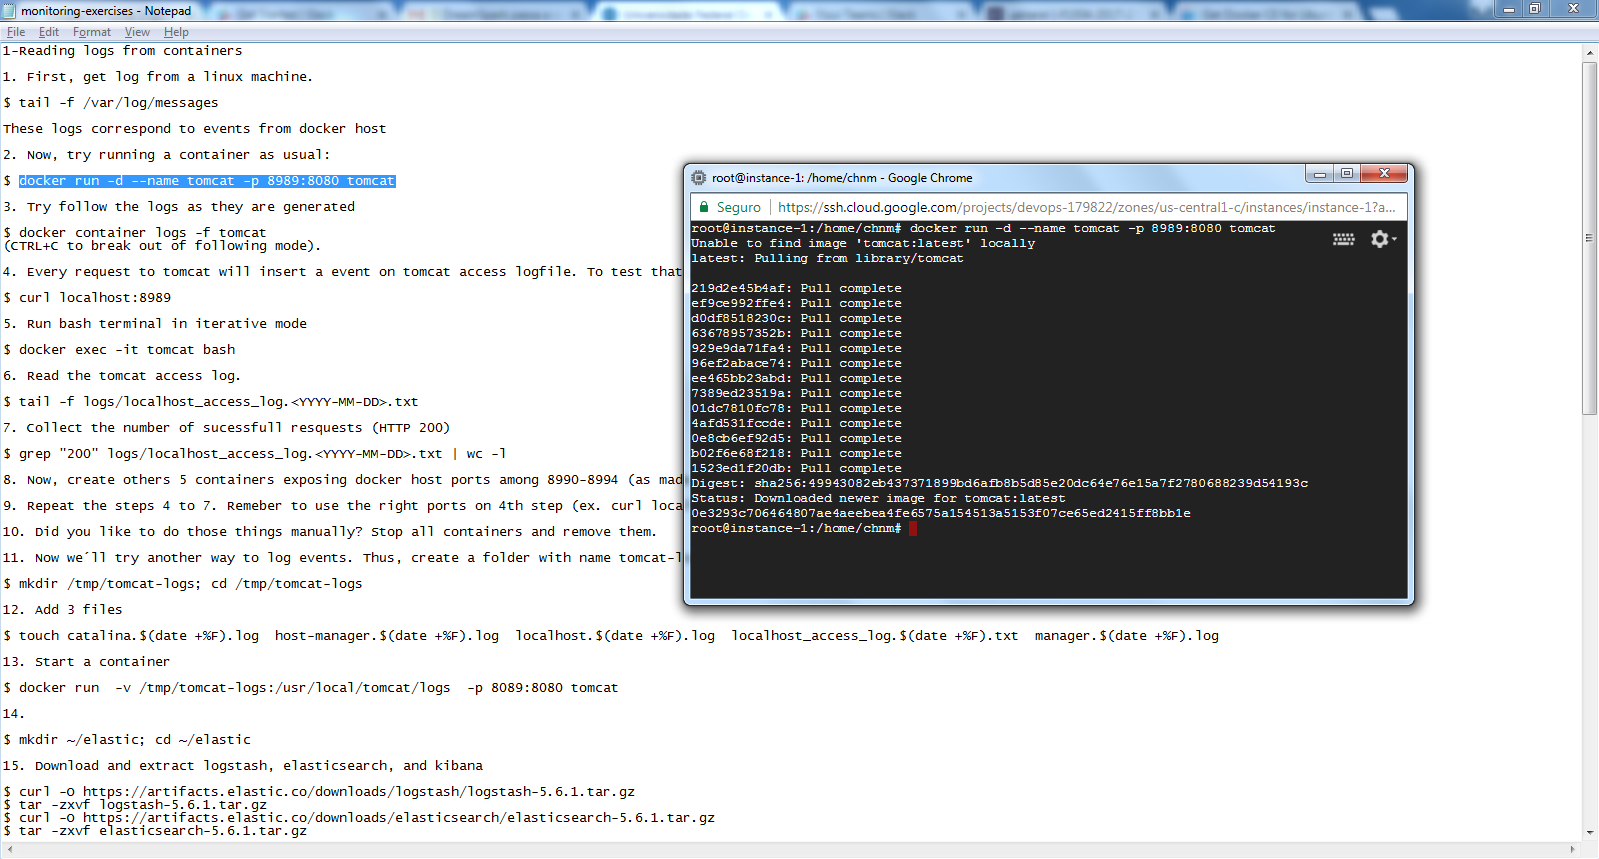 monitoring-exercises - Notepad
File Edit Format View Help
1-Reading logs from containers
1. First, get log from a linux machine.
$ tail -f /var/log/messages
These logs correspond to events from docker host
2. Now, try running a container as usual:
$ docker run -d --name tomcat -p 8989:8080 tomcat
3. Try follow the logs as they are generated
$ docker container logs -f tomcat
(CTRL+C to break out of following mode).
4. Every request to tomcat will insert a event on tomcat access logfile. To test that
$ curl localhost:8989
5. Run bash terminal in iterative mode
$ docker exec -it tomcat bash
6. Read the tomcat access log.
$ tail -f logs/localhost_access_log.<YYYY-MM-DD>.txt
7. Collect the number of sucessfull resquests (HTTP 200)
$ grep "200" logs/localhost_access_log.<YYYY-MM-DD>.txt | wc -l
8. Now, create others 5 containers exposing docker host ports among 8990-8994 (as mad
9. Repeat the steps 4 to 7. Remeber to use the right ports on 4th step (ex. curl loca
10. Did you like to do those things manually? Stop all containers and remove them.
11. Now we´ll try another way to log events. Thus, create a folder with name tomcat-l
$ mkdir /tmp/tomcat-logs; cd /tmp/tomcat-logs
12. Add 3 files
$ touch catalina.$(date +%F).log  host-manager.$(date +%F).log  localhost.$(date +%F).log  localhost_access_log.$(date +%F).txt  manager.$(date +%F).log
13. Start a container
$ docker run  -v /tmp/tomcat-logs:/usr/local/tomcat/logs  -p 8089:8080 tomcat
14.
$ mkdir ~/elastic; cd ~/elastic
15. Download and extract logstash, elasticsearch, and kibana
$ curl -O https://artifacts.elastic.co/downloads/logstash/logstash-5.6.1.tar.gz
$ tar -zxvf logstash-5.6.1.tar.gz
$ curl -O https://artifacts.elastic.co/downloads/elasticsearch/elasticsearch-5.6.1.tar.gz
$ tar -zxvf elasticsearch-5.6.1.tar.gz
root@instance-1: /home/chnm - Google Chrome
Seguro https://ssh.cloud.google.com/projects/devops-179822/zones/us-central1-c/instances/instance-1?a...
root@instance-1:/home/chnm# docker run -d --name tomcat -p 8989:8080 tomcat
Unable to find image 'tomcat:latest' locally
latest: Pulling from library/tomcat
219d2e45b4af: Pull complete
ef9ce992ffe4: Pull complete
d0df8518230c: Pull complete
63678957352b: Pull complete
929e9da71fa4: Pull complete
96ef2abace74: Pull complete
ee465bb23abd: Pull complete
7389ed23519a: Pull complete
01dc7810fc78: Pull complete
4afd531fccde: Pull complete
0e8cb6ef92d5: Pull complete
b02f6e68f218: Pull complete
1523ed1f20db: Pull complete
Digest: sha256:49943082eb437371899bd6afb8b5d85e20dc64e76e15a7f2780688239d54193c
Status: Downloaded newer image for tomcat:latest
0e3293c706464807ae4aeebea4fe6575a154513a5153f07ce65ed2415ff8bb1e
root@instance-1:/home/chnm#